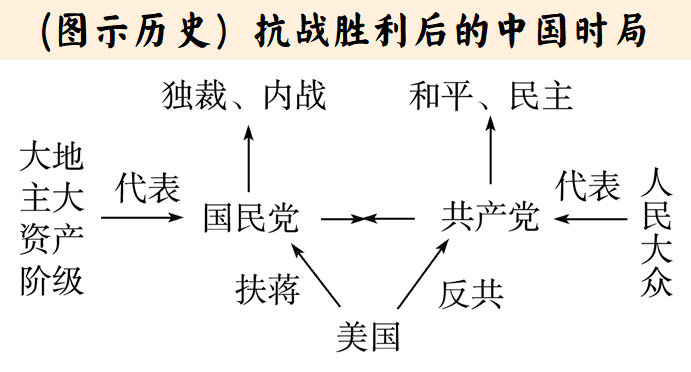 (图示历史) 抗战胜利后的中国时局
独裁、内战
和平、民主
大地
主大
资产
阶级
代表
国民党
共产党
代表
人
民
大
众
扶蒋
反共
美国